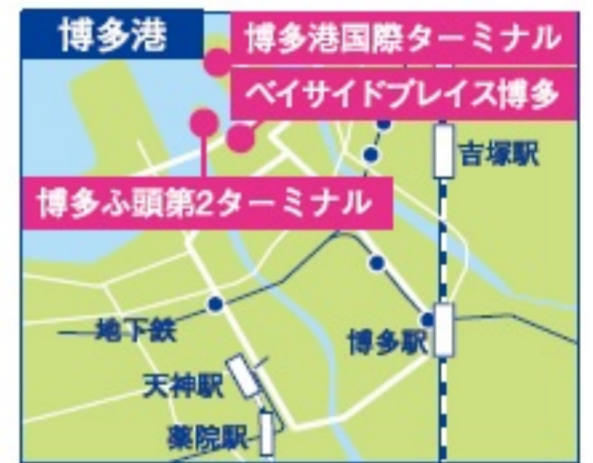 博多港
博多港国際ターミナル
ベイサイドプレイス博多
吉塚駅
博多ふ頭第2ターミナル
地下鉄
博多駅
天神駅
薬院駅